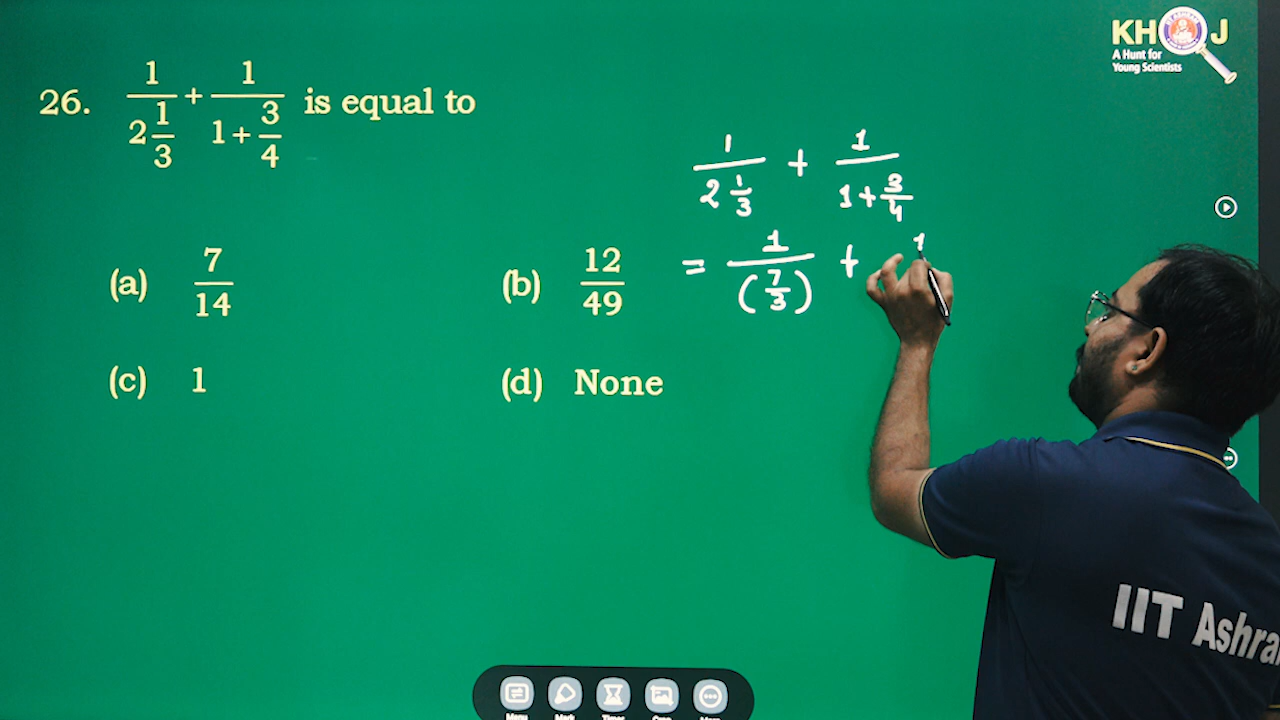 KHOJ
A Hunt for
Young Scientists
26. 1/(2 1/3) + 1/(1 + 3/4) is equal to
(a) 7/14
(b) 12/49
(c) 1
(d) None
1/(2 1/3) + 1/(1 + 3/4)
= 1/(7/3) + 1
IIT Ashra